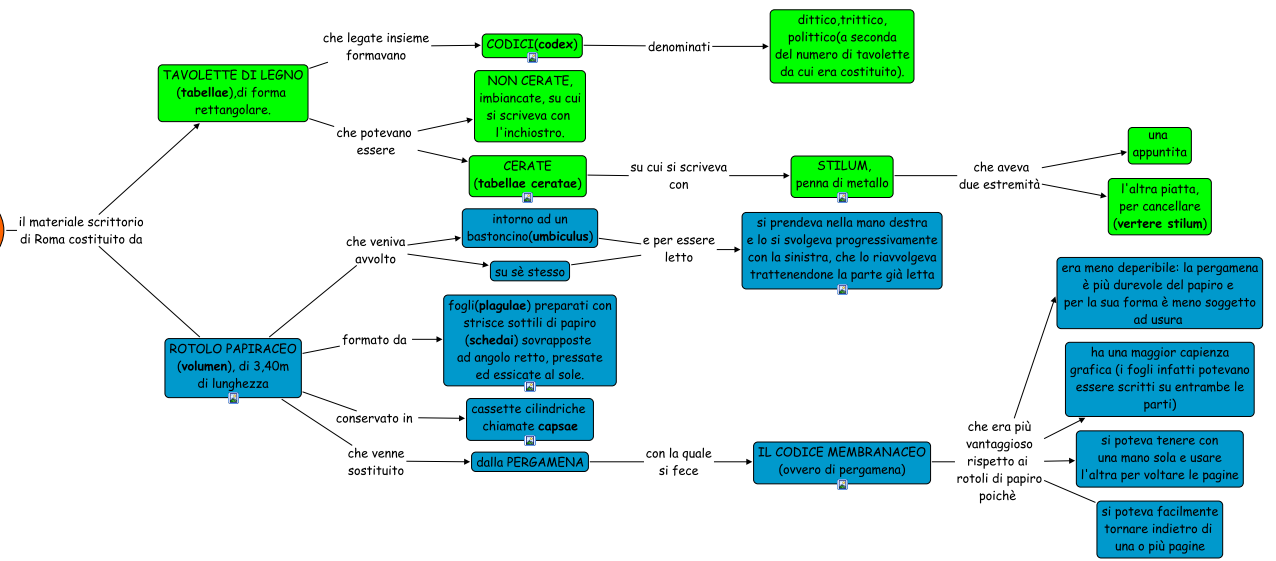 il materiale scrittorio
di Roma costituito da
TAVOLETTE DI LEGNO
(tabellae),di forma
rettangolare.
che legate insieme
formavano
CODICI(codex)
denominati
dittico,trittico,
polittico(a seconda
del numero di tavolette
da cui era costituito).
che potevano
essere
NON CERATE,
imbiancate, su cui
si scriveva con
l'inchiostro.
CERATE
(tabellae ceratae)
su cui si scriveva
con
STILUM,
penna di metallo
che aveva
due estremità
una
appuntita
l'altra piatta,
per cancellare
(vertere stilum)
ROTOLO PAPIRACEO
(volumen), di 3,40m
di lunghezza
che veniva
avvolto
intorno ad un
bastoncino(umbiculus)
su sè stesso
e per essere
letto
si prendeva nella mano destra
e lo si svolgeva progressivamente
con la sinistra, che lo riavvolgeva
trattenendone la parte già letta
formato da
fogli(plagulae) preparati con
strisce sottili di papiro
(schedai) sovrapposte
ad angolo retto, pressate
ed essicate al sole.
conservato in
cassette cilindriche
chiamate capsae
che venne
sostituito
dalla PERGAMENA
con la quale
si fece
IL CODICE MEMBRANACEO
(ovvero di pergamena)
che era più
vantaggioso
rispetto ai
rotoli di papiro
poichè
era meno deperibile: la pergamena
è più durevole del papiro e
per la sua forma è meno soggetto
ad usura
ha una maggior capienza
grafica (i fogli infatti potevano
essere scritti su entrambe le
parti)
si poteva tenere con
una mano sola e usare
l'altra per voltare le pagine
si poteva facilmente
tornare indietro di
una o più pagine